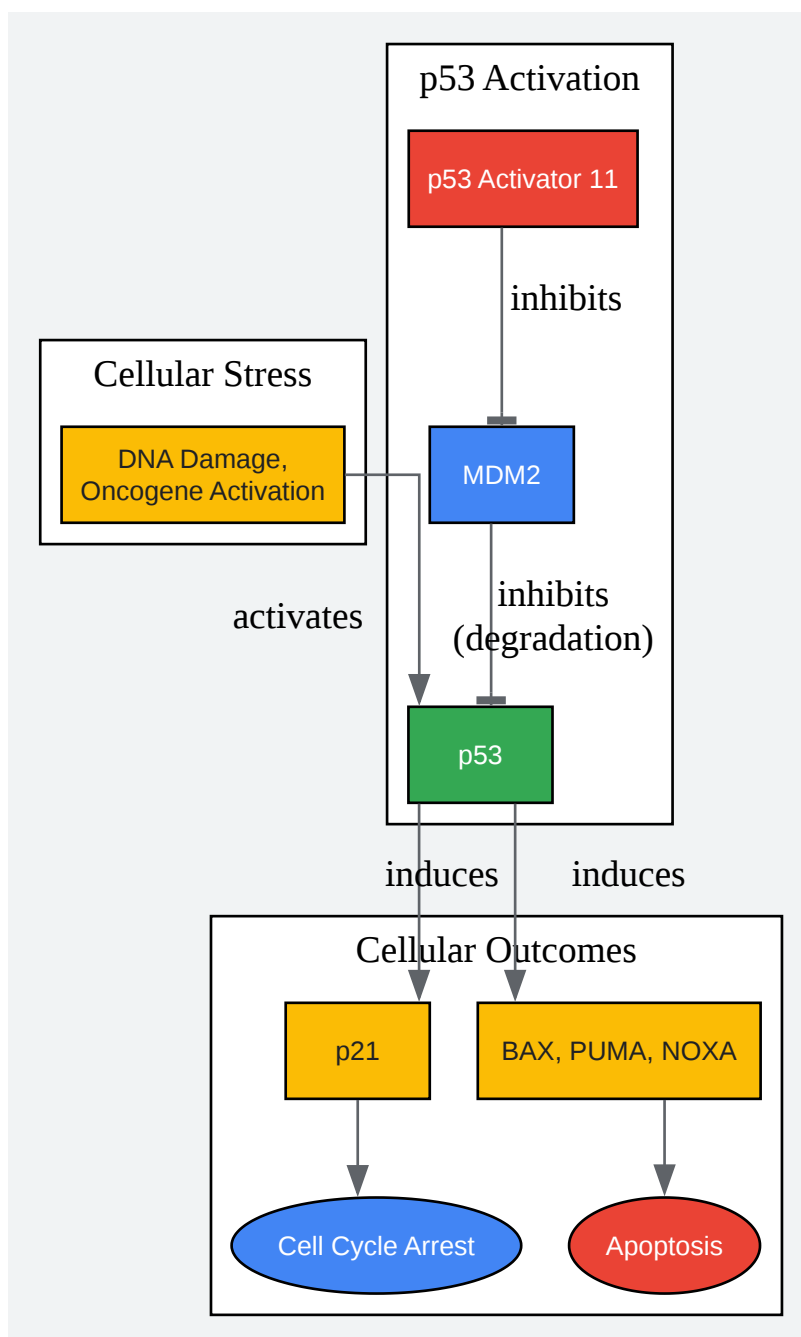 p53 Activation
p53 Activator 11
inhibits
Cellular Stress
DNA Damage,
Oncogene Activation
MDM2
activates
inhibits
(degradation)
p53
induces
induces
Cellular Outcomes
p21
BAX, PUMA, NOXA
Cell Cycle Arrest
Apoptosis